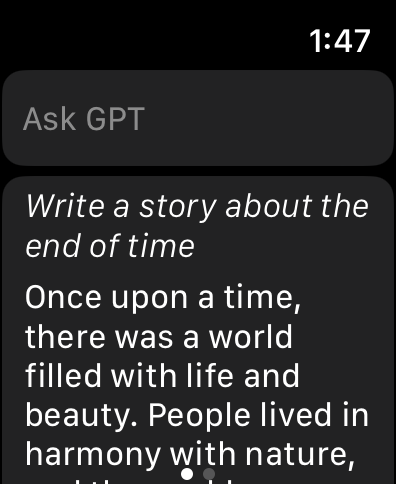 1:47
Ask GPT
Write a story about the
end of time
Once upon a time,
there was a world
filled with life and
beauty. People lived in
harmony with nature,